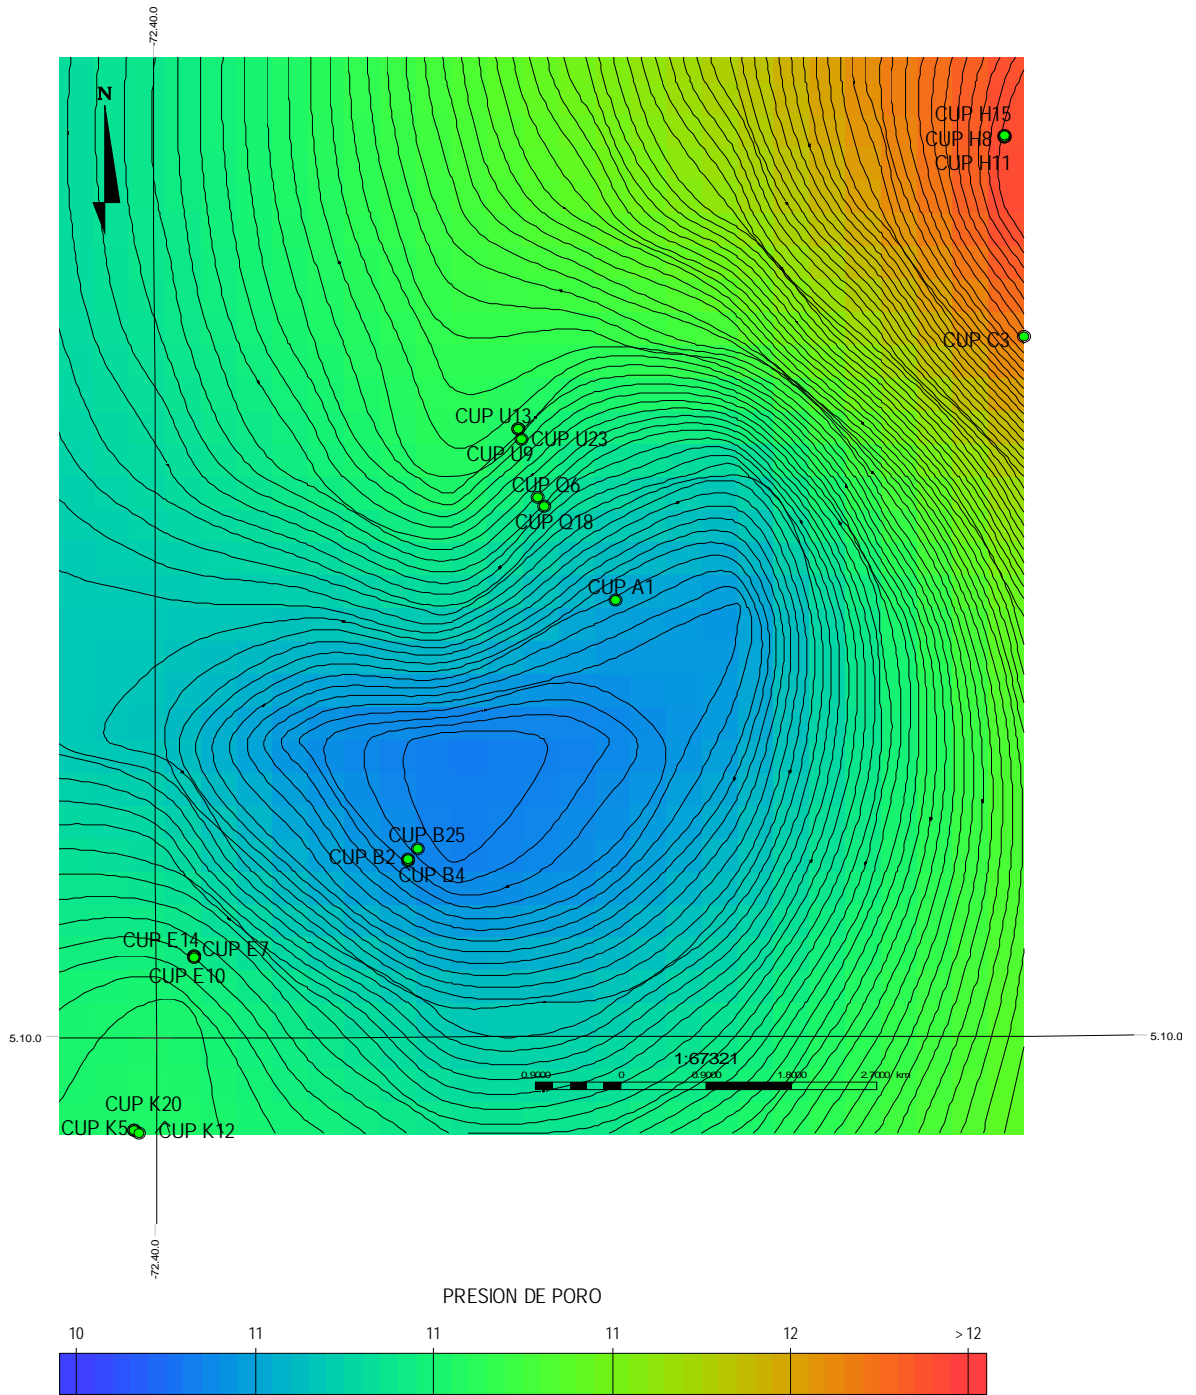 -72.40.0
N
CUP H15
CUP H8
CUP H11
CUP C3
CUP U13
CUP U23
CUP U9
CUP Q6
CUP Q18
CUP A1
CUP B25
CUP B2
CUP B4
CUP E14
CUP E7
CUP E10
5.10.0
5.10.0
1:67321
0.9000 0 0.9000 1.8000 2.7000 km
CUP K20
CUP K5
CUP K12
-72.40.0
PRESION DE PORO
10 11 11 11 12 >12